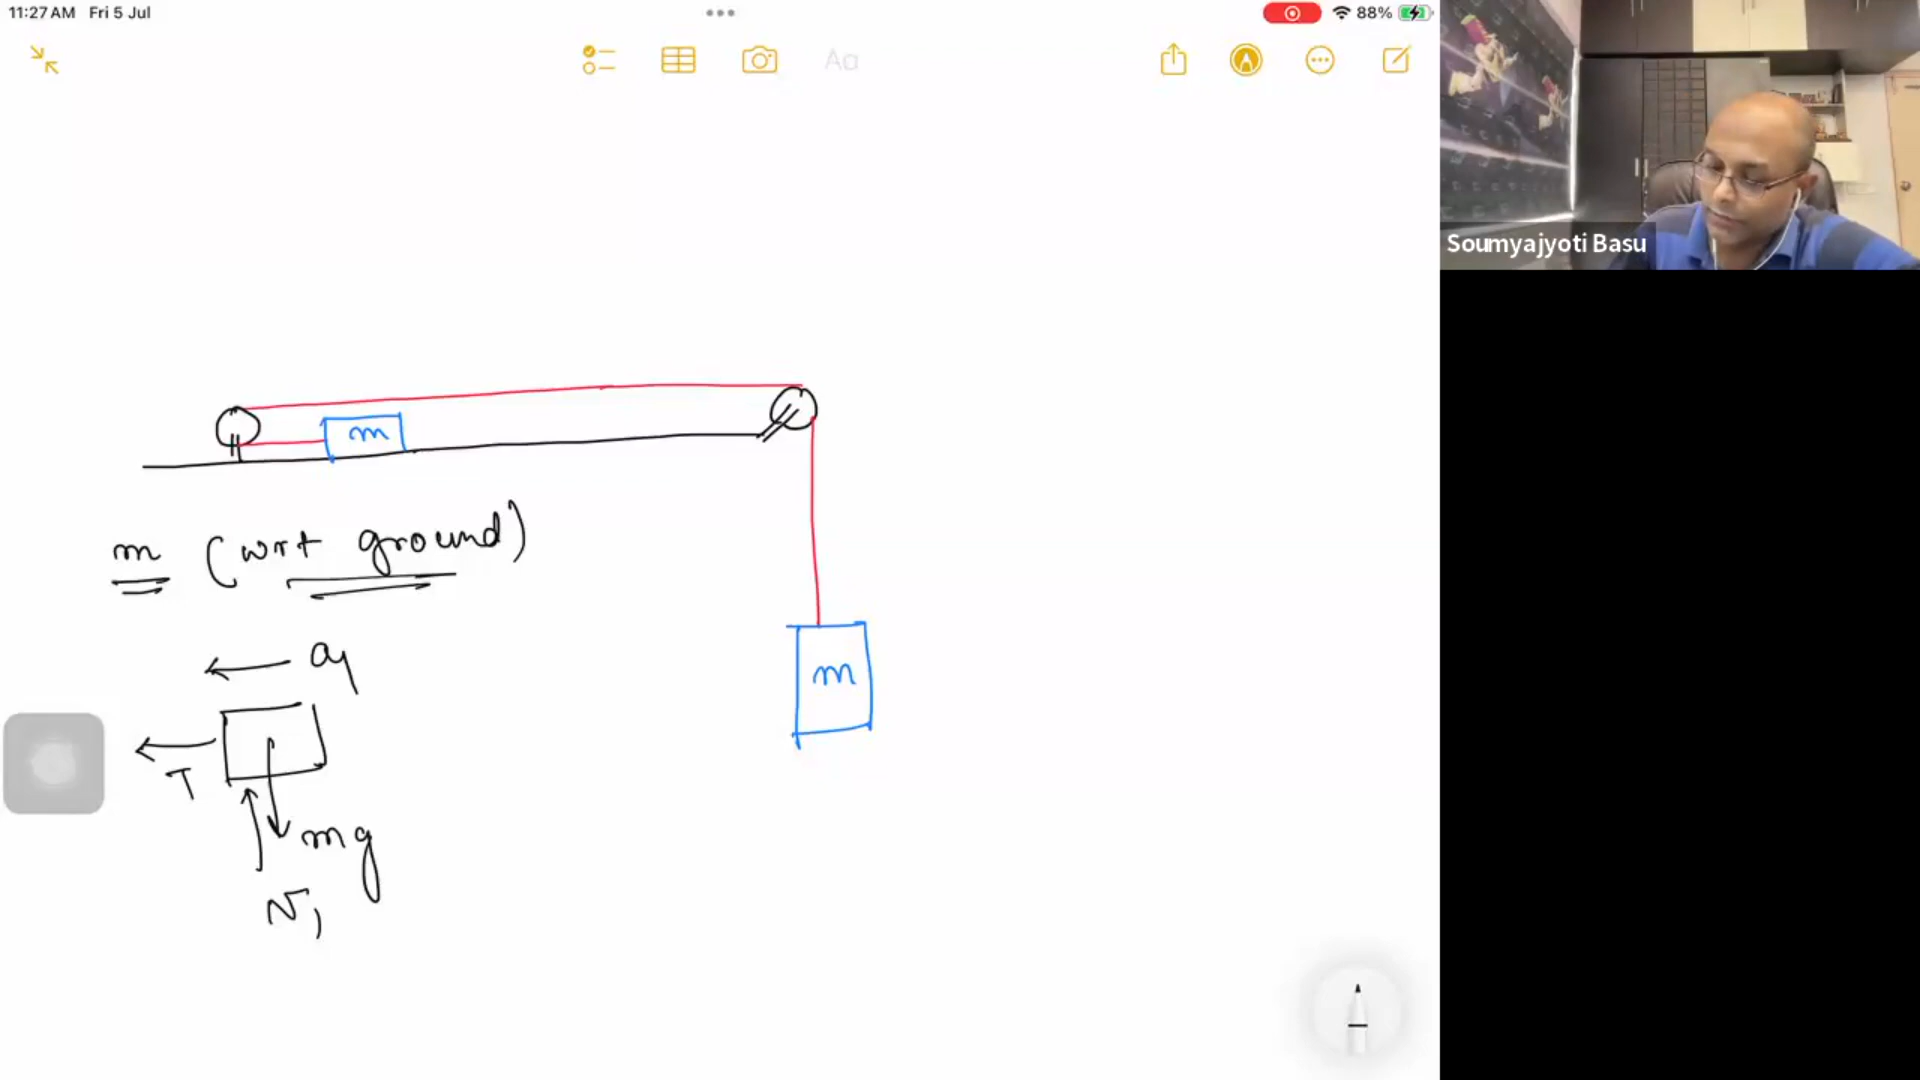 11:27 AM Fri 5 Jul
88%
Aa
Soumyajyoti Basu
m
m (wrt ground)
m
a1
T
mg
N1